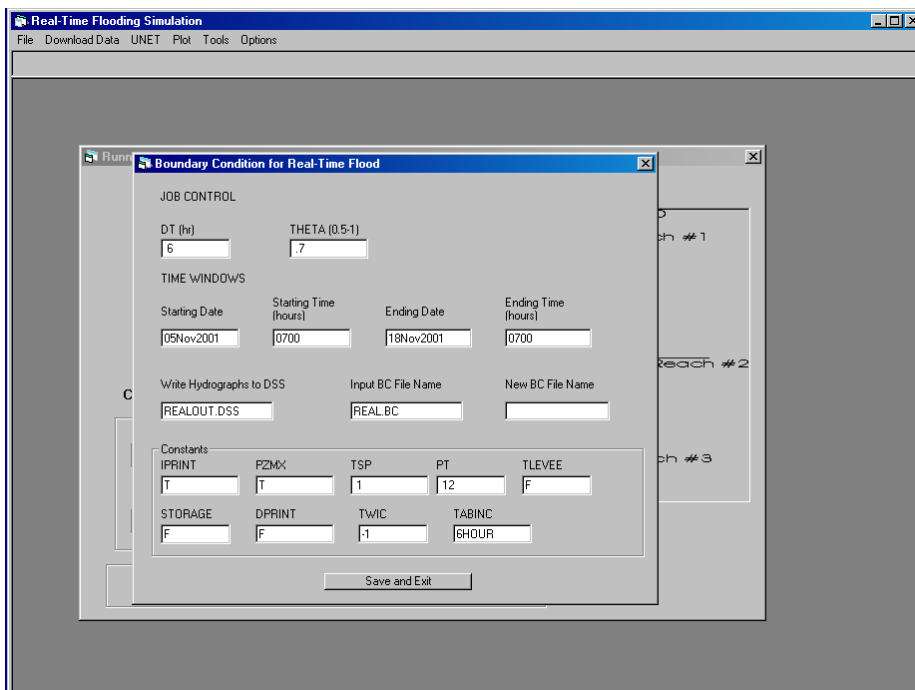 Real-Time Flooding Simulation
File Download Data UNET Plot Tools Options
Runn
Boundary Condition for Real-Time Flood
JOB CONTROL
DT (hr) THETA (0.5-1)
6 .7
TIME WINDOWS
Starting Date Starting Time (hours) Ending Date Ending Time (hours)
05Nov2001 0700 18Nov2001 0700
Write Hydrographs to DSS Input BC File Name New BC File Name
REALOUT.DSS REAL.BC
Constants
IPRINT PZMX TSP PT TLEVEE
T T 1 12 F
STORAGE DPRINT TWIC TABINC
F F -1 6HOUR
Save and Exit
C
ch #1
Reach #2
ch #3